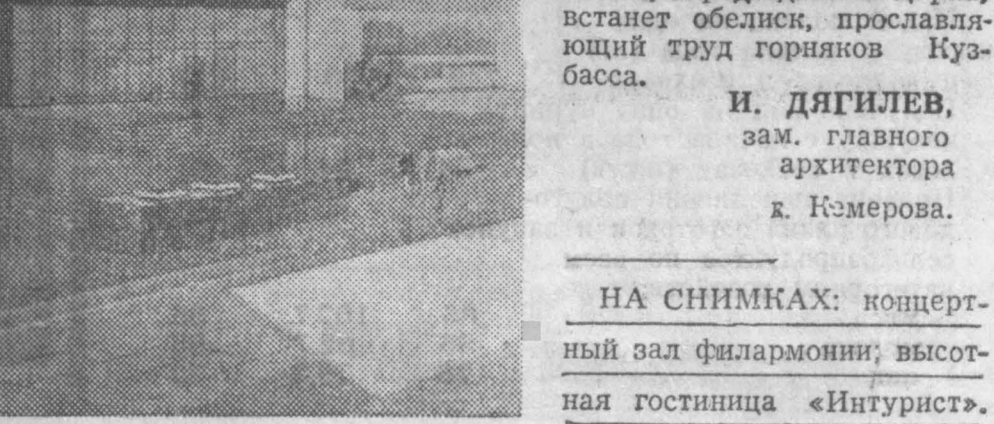 встанет обелиск, прославля-
ющий труд горняков Куз-
басса.
И. ДЯГИЛЕВ,
зам. главного
архитектора
г. Кемерова.
НА СНИМКАХ: концерт-
ный зал филармонии; высот-
ная гостиница «Интурист».